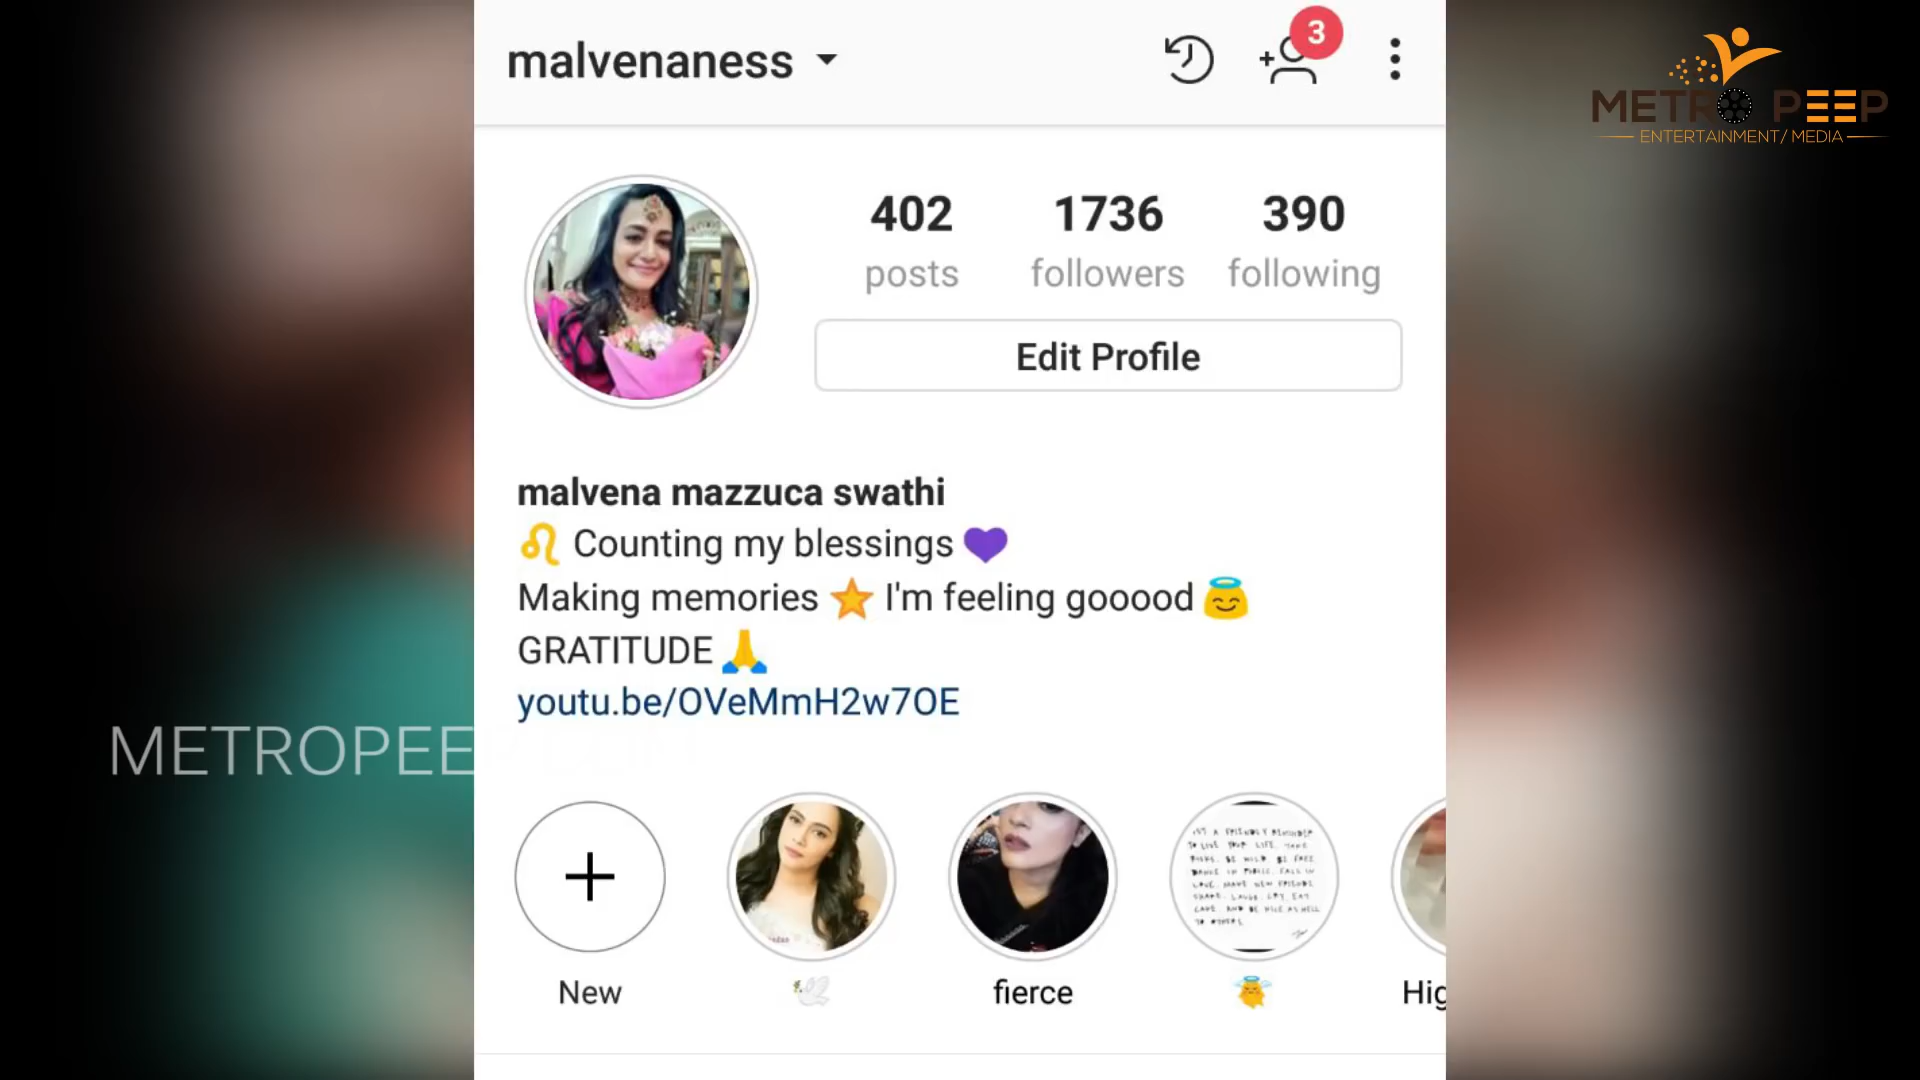 malvenaness
3
METRO PEEP
ENTERTAINMENT/ MEDIA
402 1736 390
posts followers following
Edit Profile
malvena mazzuca swathi
♌ Counting my blessings 💜
Making memories ⭐ I'm feeling gooood 😇
GRATITUDE 🙏
youtu.be/OVeMmH2w7OE
METROPEEP
New
fierce
Hig